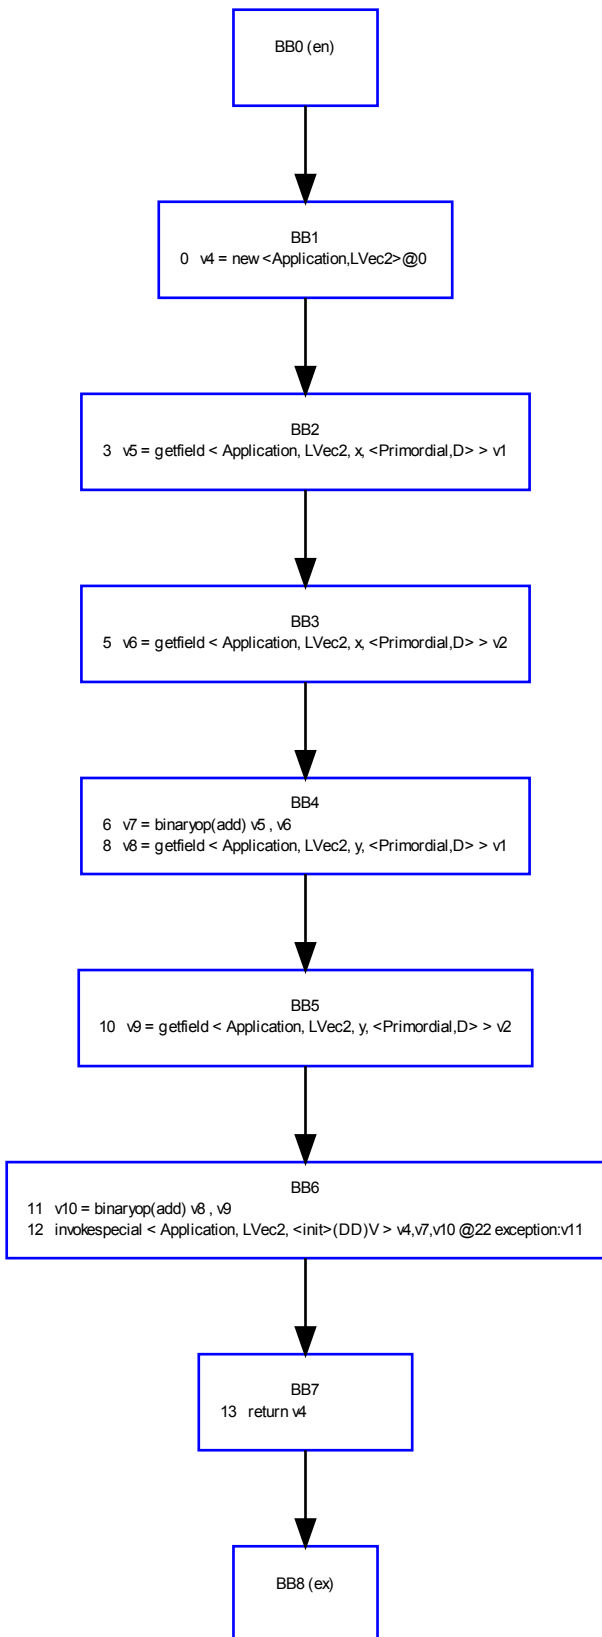 BB0 (en)
BB1
0 v4 = new <Application,LVec2>@0
BB2
3 v5 = getfield < Application, LVec2, x, <Primordial,D> > v1
BB3
5 v6 = getfield < Application, LVec2, x, <Primordial,D> > v2
BB4
6 v7 = binaryop(add) v5 , v6
8 v8 = getfield < Application, LVec2, y, <Primordial,D> > v1
BB5
10 v9 = getfield < Application, LVec2, y, <Primordial,D> > v2
BB6
11 v10 = binaryop(add) v8 , v9
12 invokespecial < Application, LVec2, <init>(DD)V > v4,v7,v10 @22 exception:v11
BB7
13 return v4
BB8 (ex)